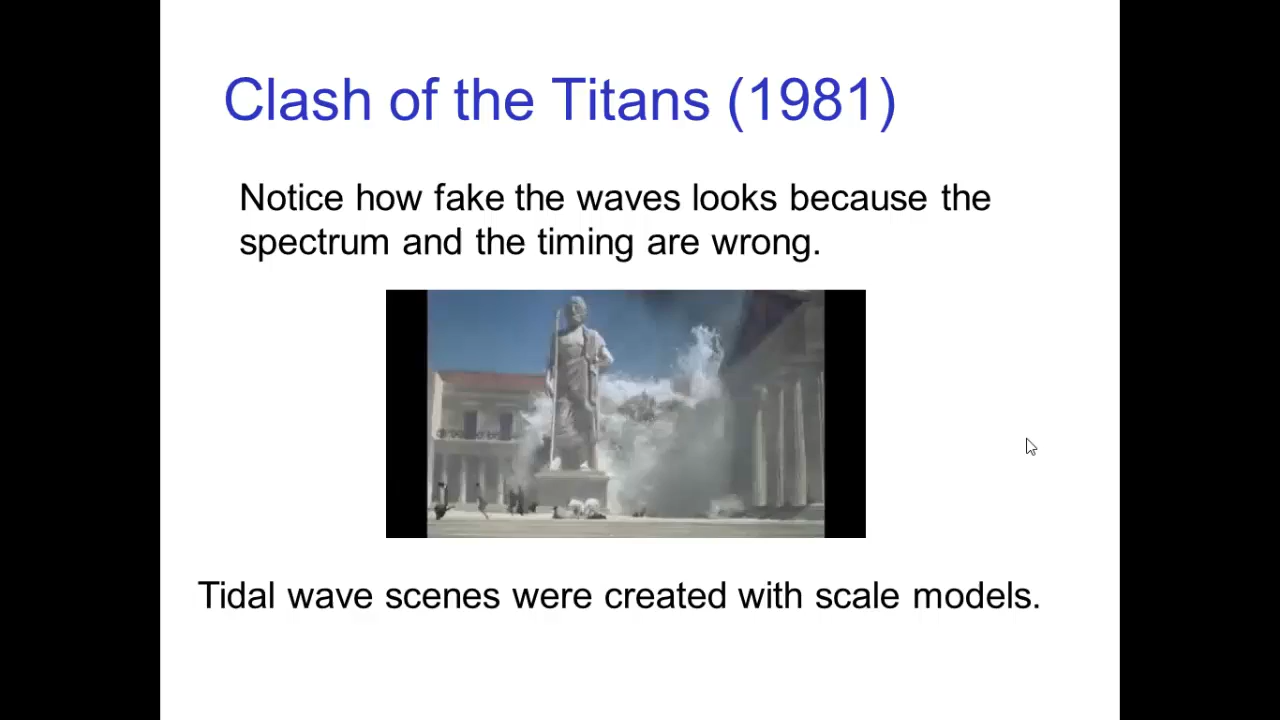 Clash of the Titans (1981)
Notice how fake the waves looks because the
spectrum and the timing are wrong.
Tidal wave scenes were created with scale models.